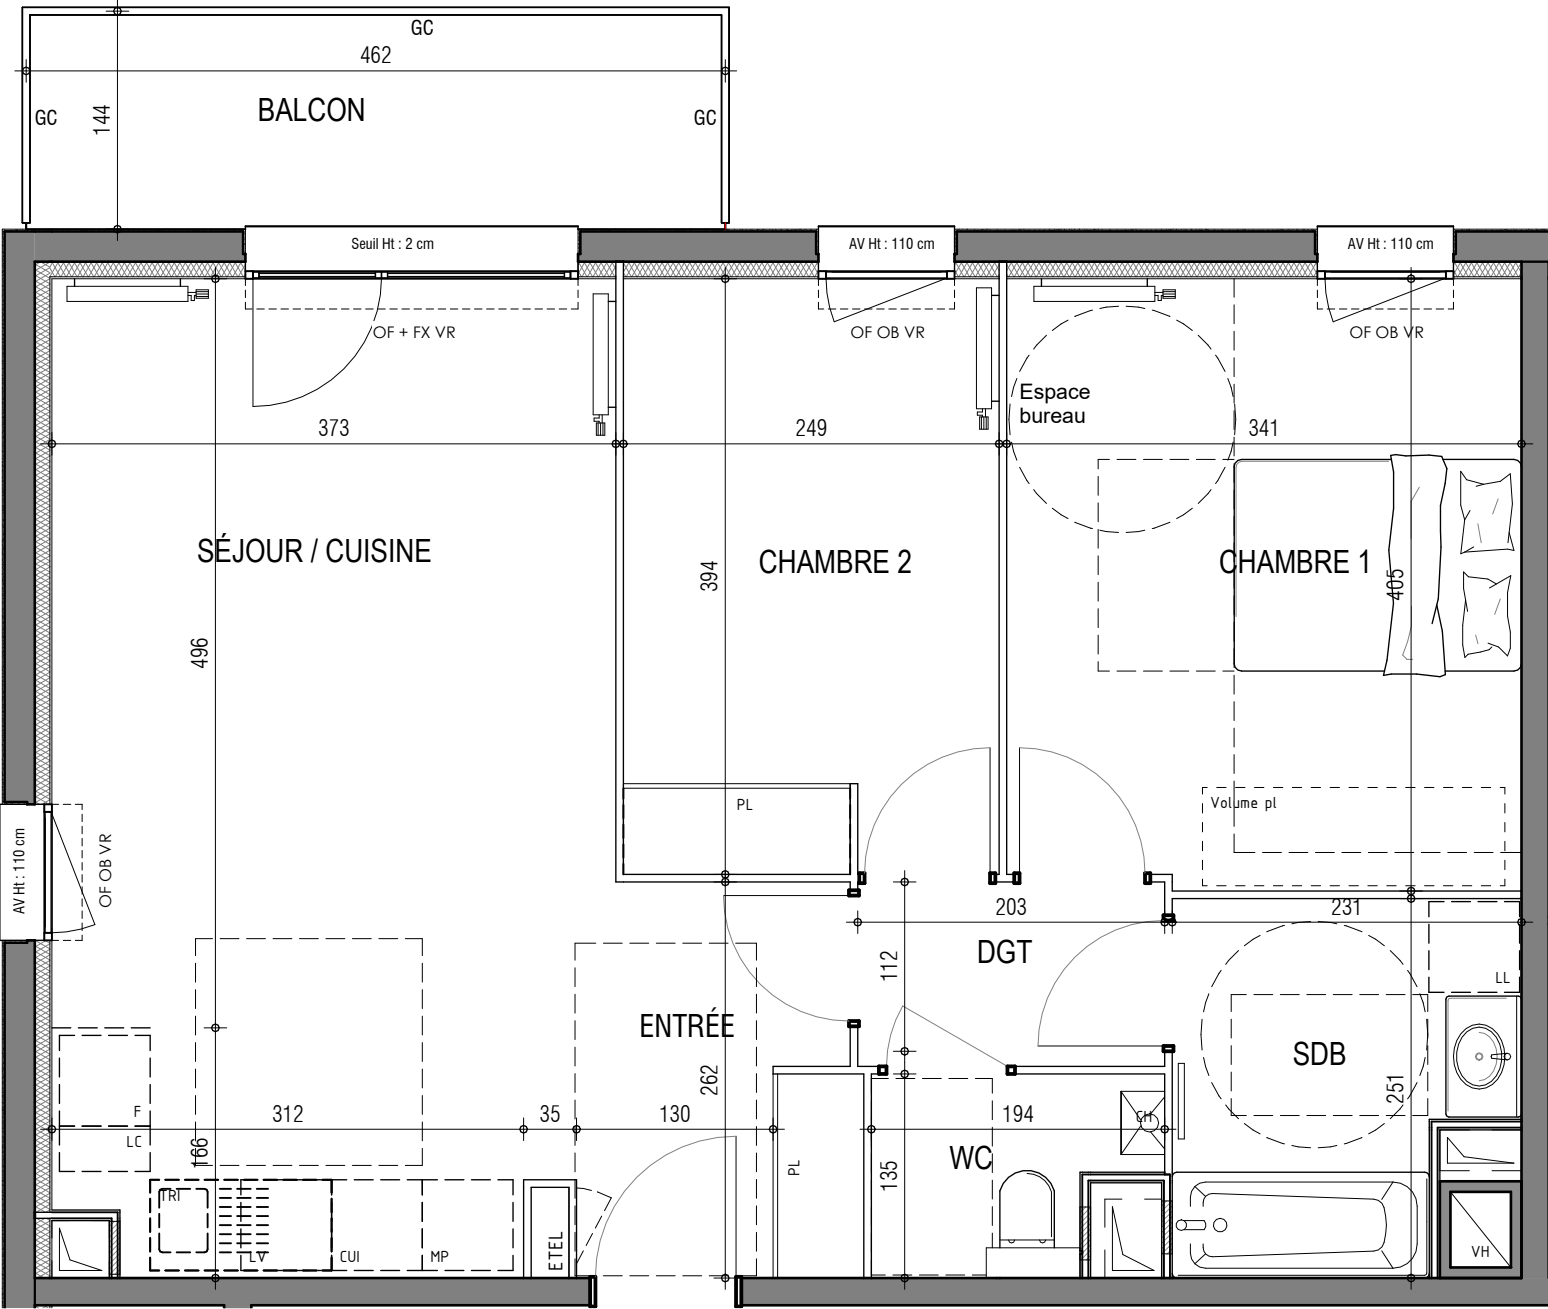 GC
462
BALCON
GC
144
GC
Seuil Ht : 2 cm
AV Ht : 110 cm
AV Ht : 110 cm
OF + FX VR
OF OB VR
OF OB VR
Espace
bureau
373
249
341
SÉJOUR / CUISINE
CHAMBRE 2
CHAMBRE 1
394
405
496
PL
Volume pl
AV Ht : 110 cm
OF OB VR
203
231
DGT
112
LL
ENTRÉE
SDB
262
251
F
LC
312
35
130
194
CH
166
PL
135
WC
TRI
LV
CUI
MP
ETEL
VH